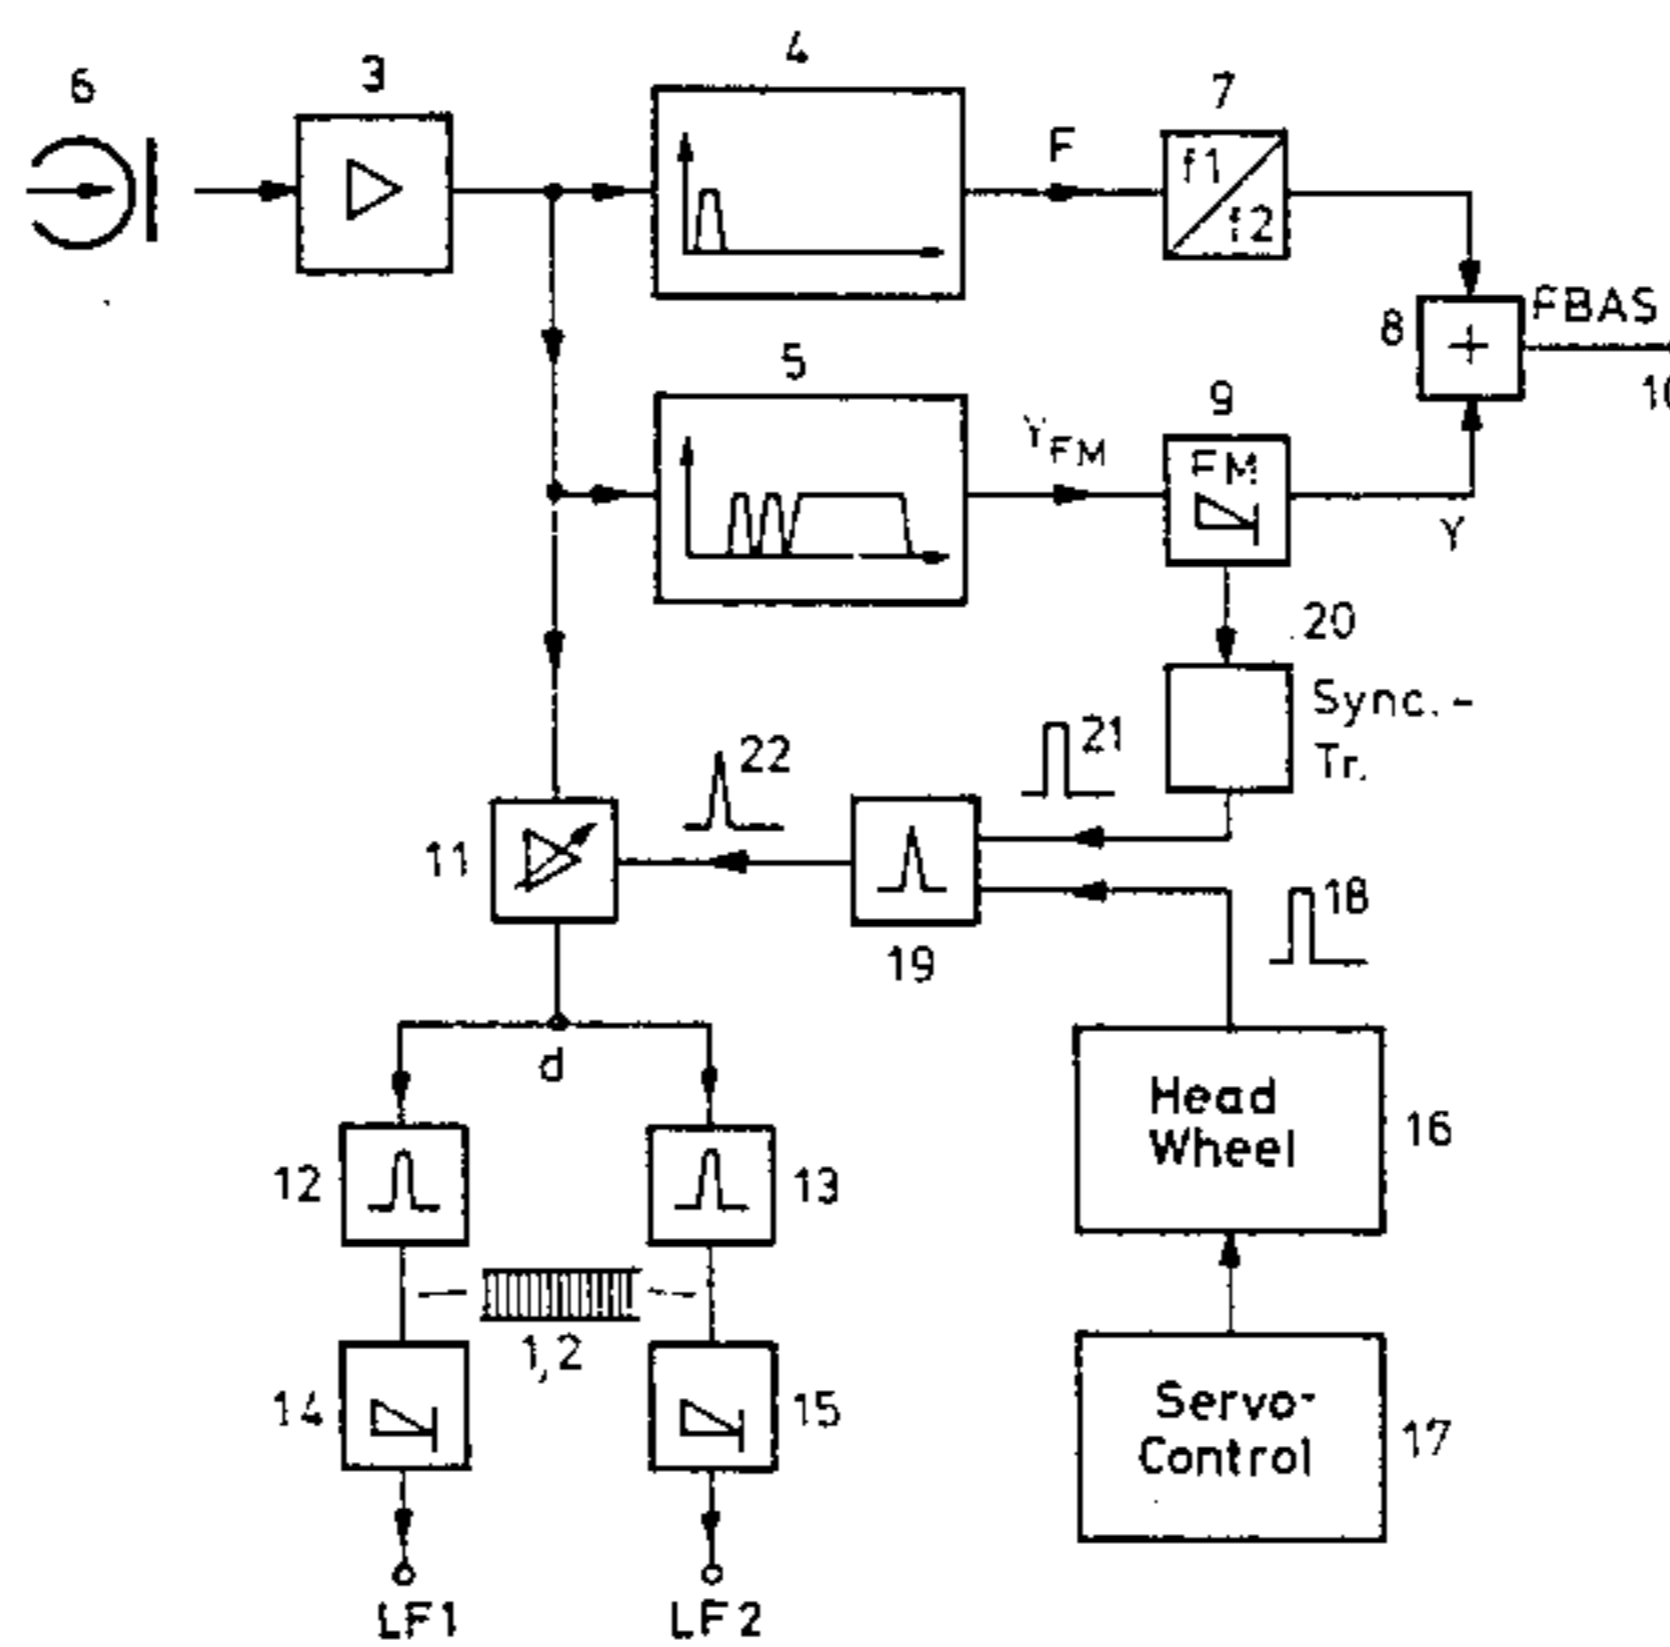 6
3
4
7
F
f1
f2
8
+
FBAS
10
5
Y_FM
9
FM
Y
20
Sync.-
Tr.
22
21
11
19
18
d
Head
Wheel
16
12
13
1,2
14
15
Servo-
Control
17
LF1
LF2